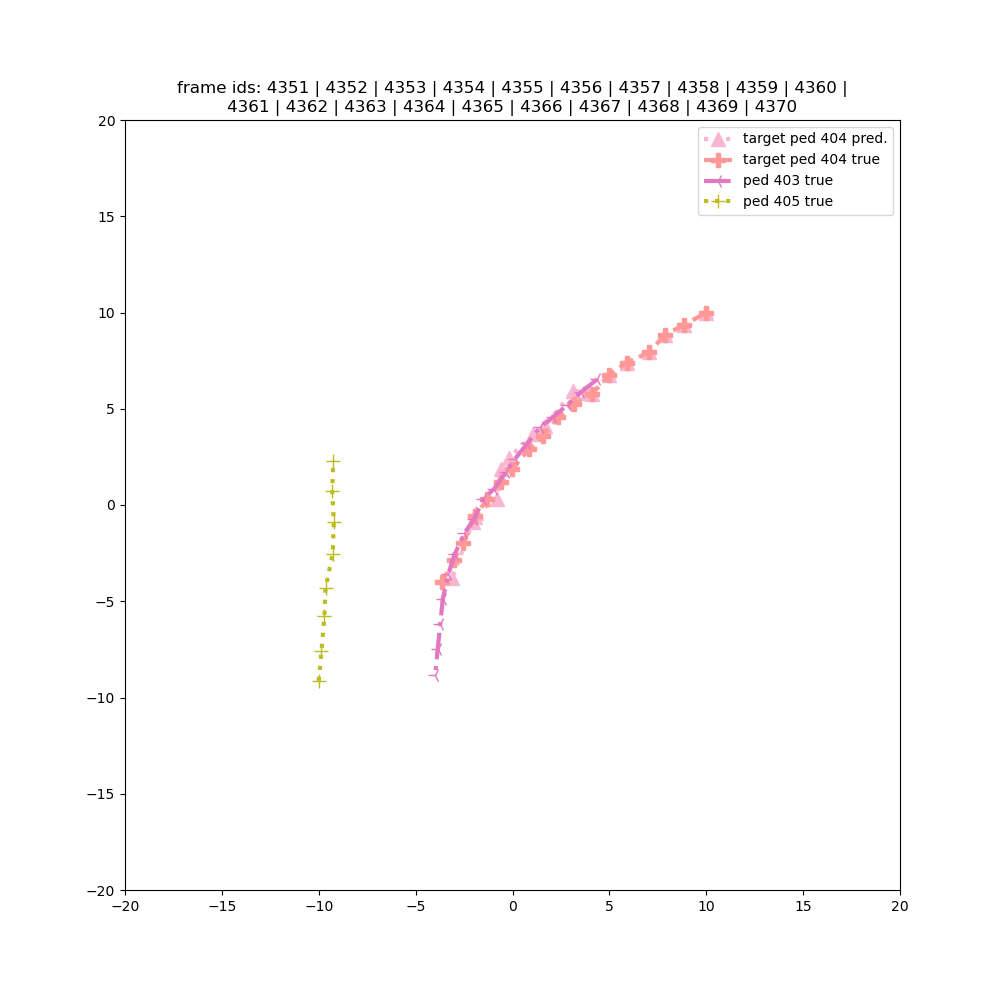 frame ids: 4351 | 4352 | 4353 | 4354 | 4355 | 4356 | 4357 | 4358 | 4359 | 4360 |
4361 | 4362 | 4363 | 4364 | 4365 | 4366 | 4367 | 4368 | 4369 | 4370
target ped 404 pred.
target ped 404 true
ped 403 true
ped 405 true
20
15
10
5
0
−5
−10
−15
−20
−20 −15 −10 −5 0 5 10 15 20